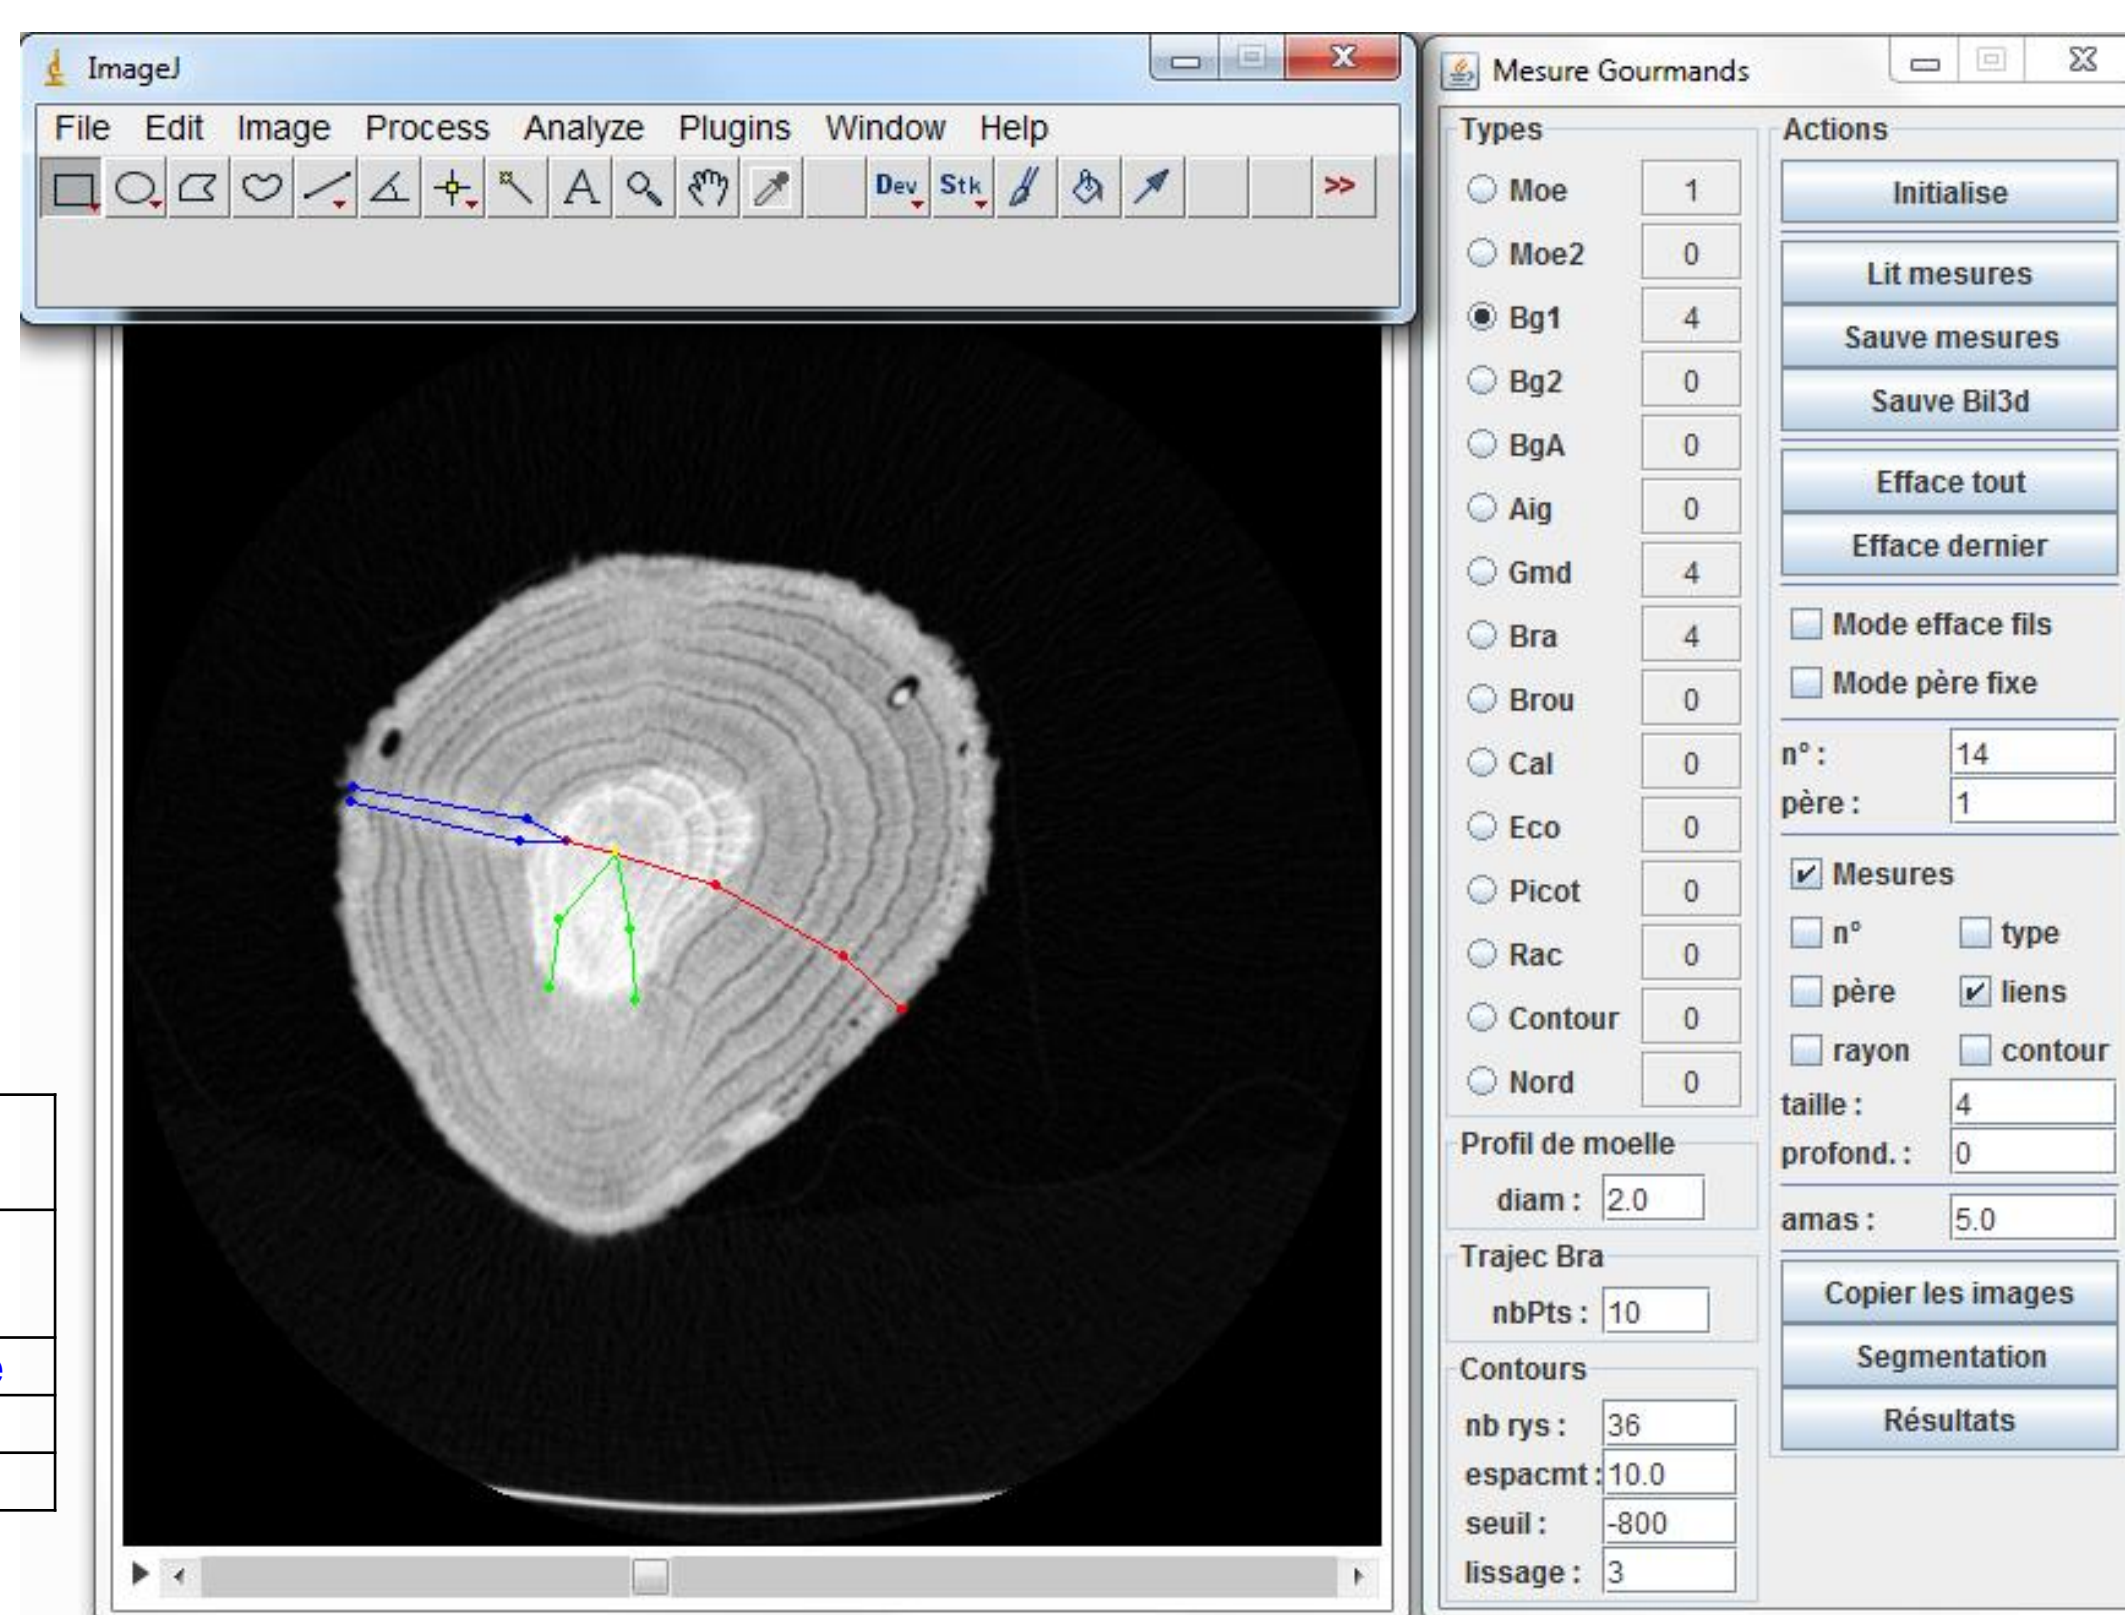 ImageJ
File Edit Image Process Analyze Plugins Window Help
A Dev Stk >>
Mesure Gourmands
Types
Moe 1
Moe2 0
Bg1 4
Bg2 0
BgA 0
Aig 0
Gmd 4
Bra 4
Brou 0
Cal 0
Eco 0
Picot 0
Rac 0
Contour 0
Nord 0
Profil de moelle
diam : 2.0
Trajec Bra
nbPts : 10
Contours
nb rys : 36
espacmt : 10.0
seuil : -800
lissage : 3
Actions
Initialise
Lit mesures
Sauve mesures
Sauve Bil3d
Efface tout
Efface dernier
Mode efface fils
Mode père fixe
n° : 14
père : 1
Mesures
n° type
père liens
rayon contour
taille : 4
profond. : 0
amas : 5.0
Copier les images
Segmentation
Résultats